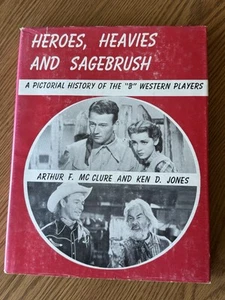 HEROES, HEAVIES
AND SAGEBRUSH
A PICTORIAL HISTORY OF THE "B" WESTERN PLAYERS
ARTHUR F. MC CLURE AND KEN D. JONES